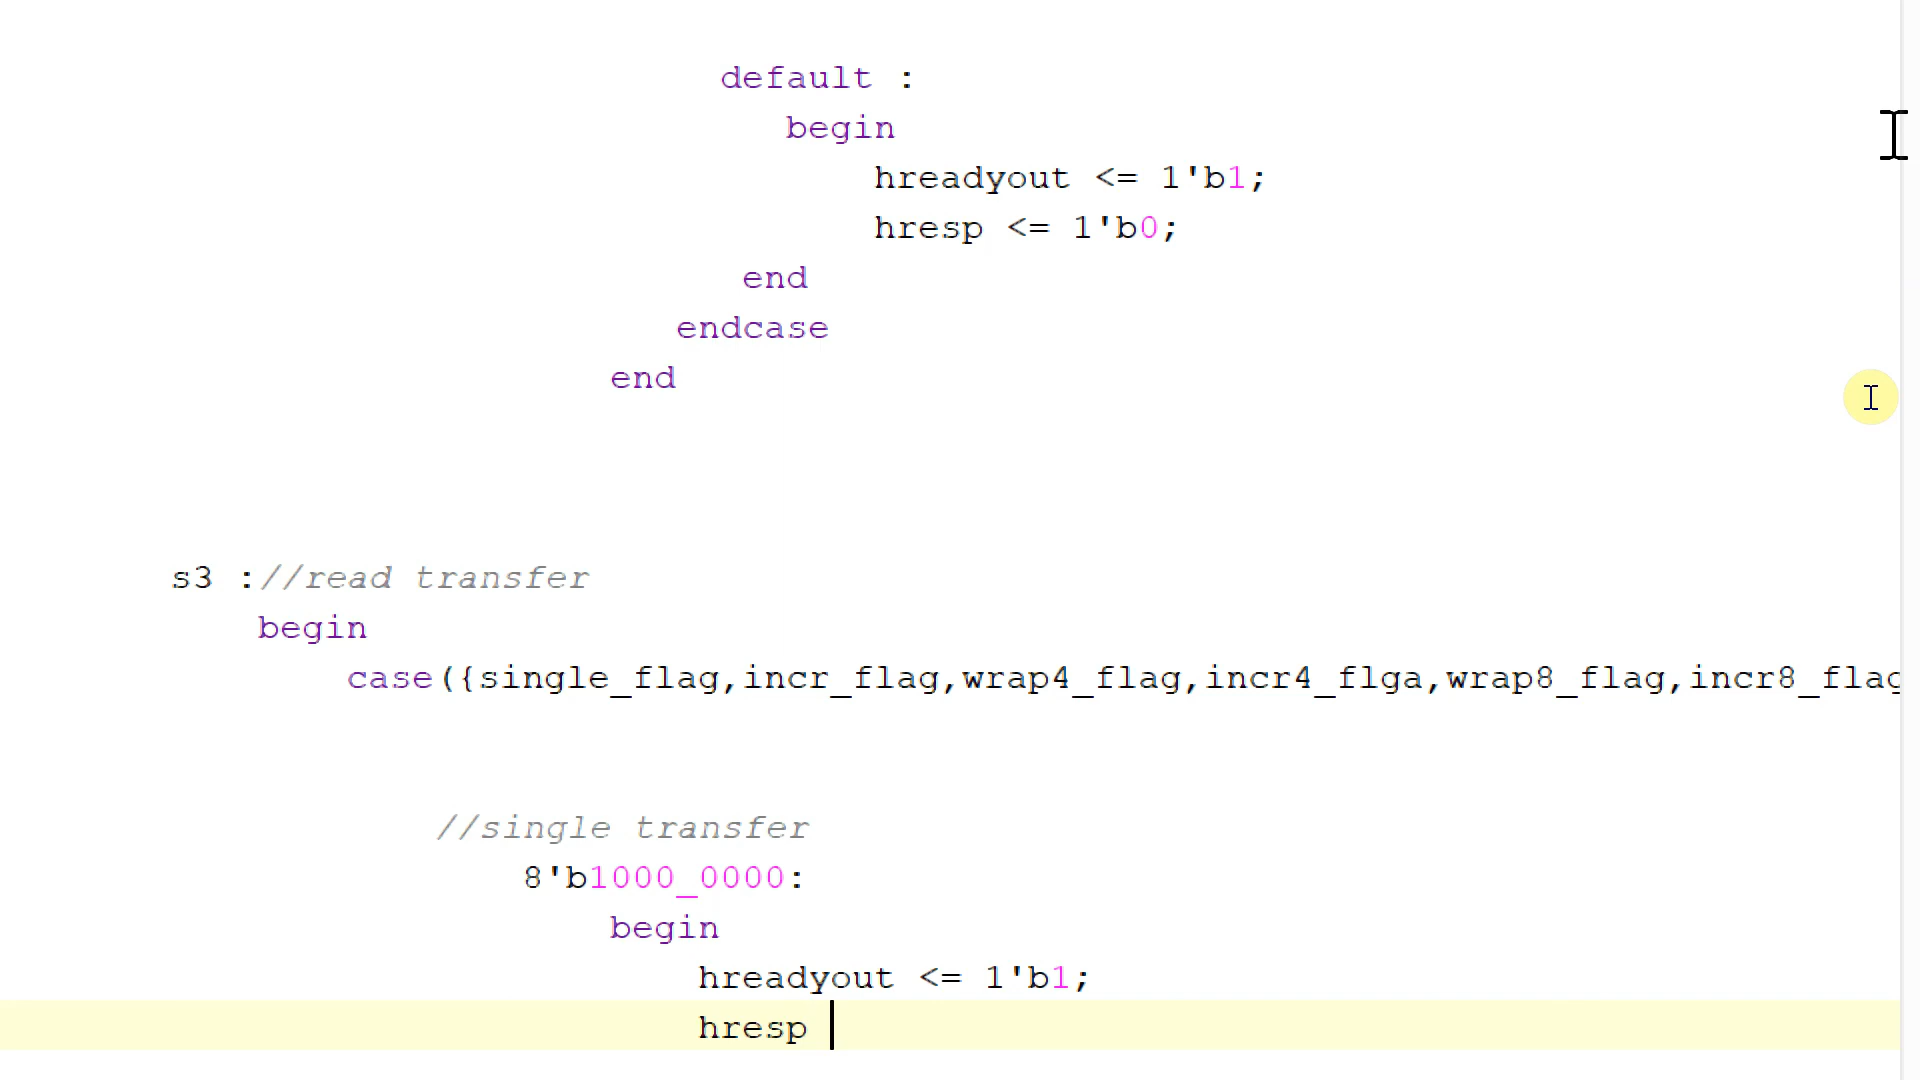 default :
begin
hreadyout <= 1'b1;
hresp <= 1'b0;
end
endcase
end
s3 ://read transfer
begin
case({single_flag,incr_flag,wrap4_flag,incr4_flga,wrap8_flag,incr8_flag
//single transfer
8'b1000_0000:
begin
hreadyout <= 1'b1;
hresp